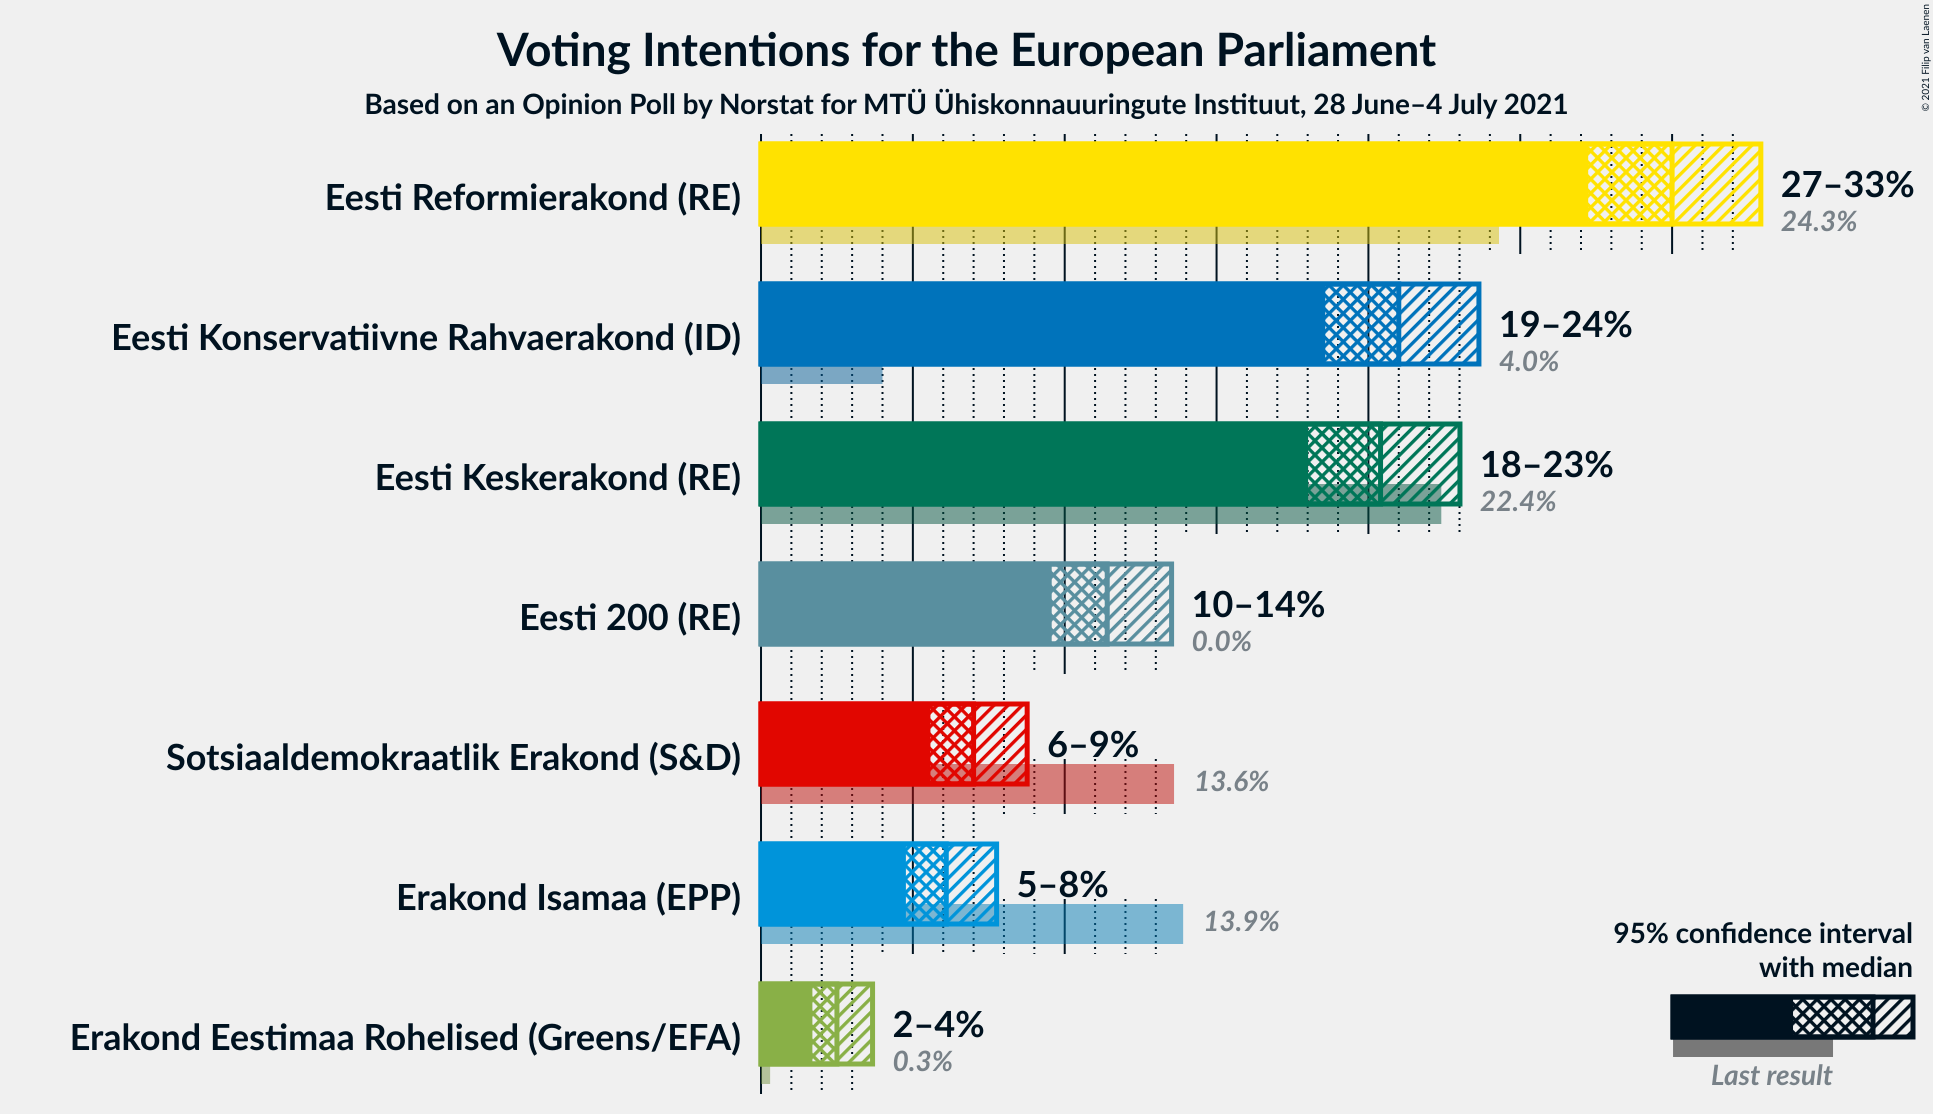 Voting Intentions for the European Parliament
Based on an Opinion Poll by Norstat for MTÜ Ühiskonnauuringute Instituut, 28 June–4 July 2021
© 2021 Filip van Laenen
Eesti Reformierakond (RE)
27–33%
24.3%
Eesti Konservatiivne Rahvaerakond (ID)
19–24%
4.0%
Eesti Keskerakond (RE)
18–23%
22.4%
Eesti 200 (RE)
10–14%
0.0%
Sotsiaaldemokraatlik Erakond (S&D)
6–9%
13.6%
Erakond Isamaa (EPP)
5–8%
13.9%
Erakond Eestimaa Rohelised (Greens/EFA)
2–4%
0.3%
95% confidence interval
with median
Last result